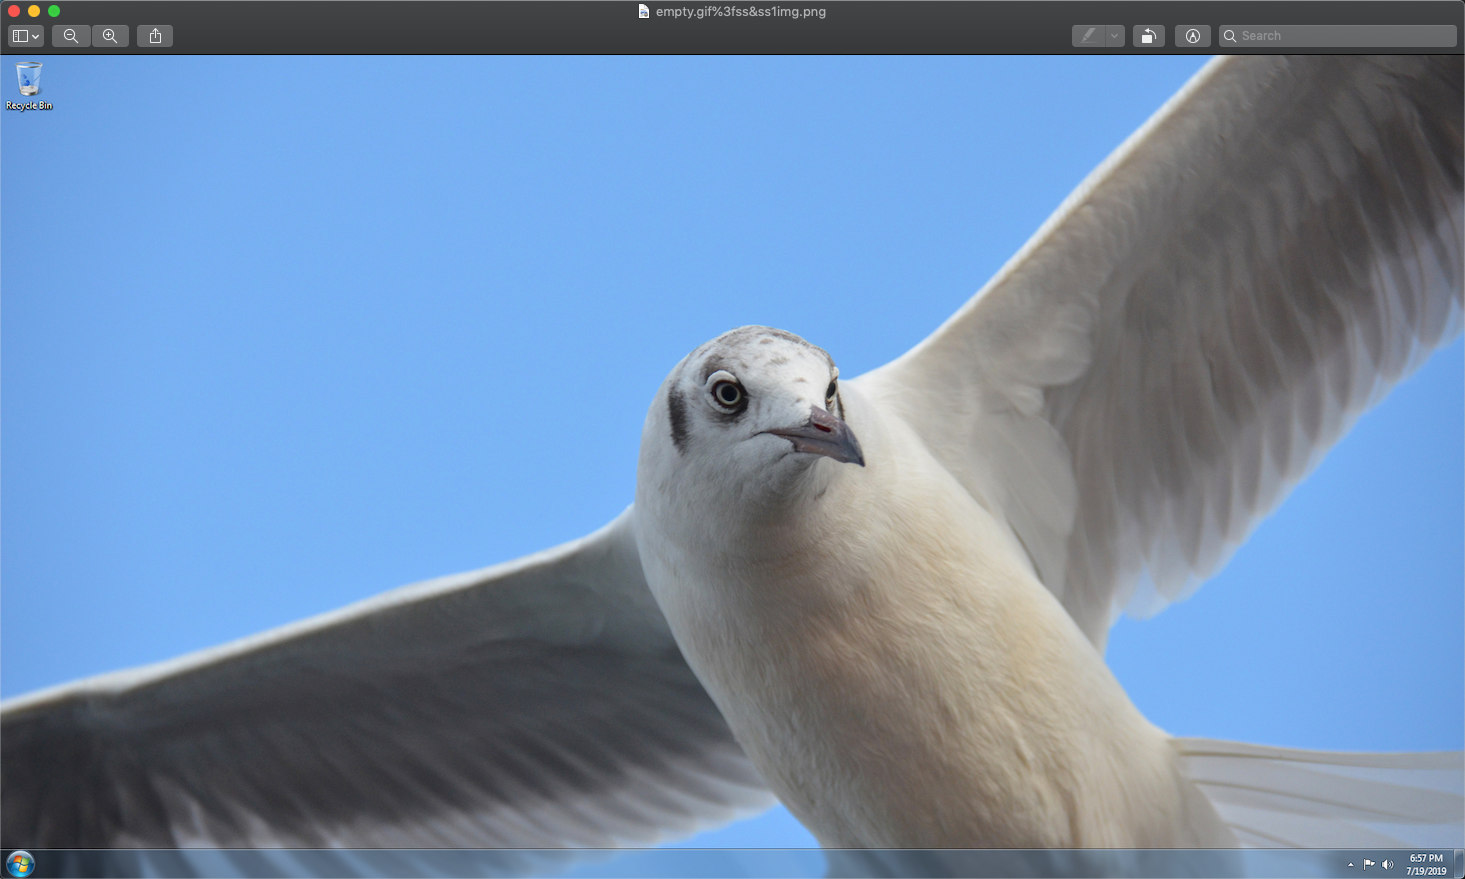 empty.gif%3fss&ss1img.png
Search
Recycle Bin
6:57 PM
7/19/2019